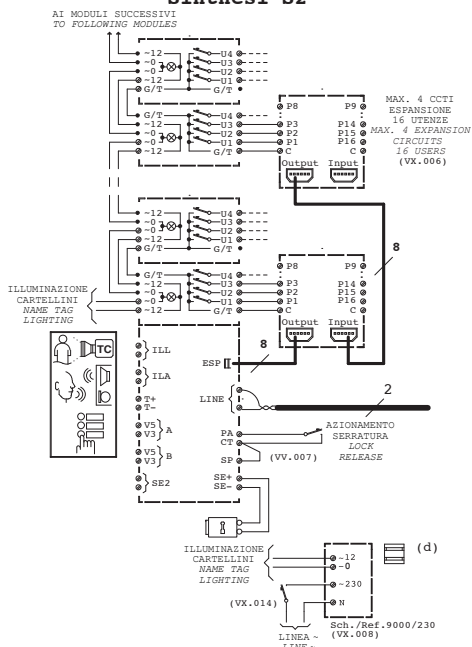 Sinthesi S2
AI MODULI SUCCESSIVI
TO FOLLOWING MODULES
~12
~0
~0
~12
G/T
U4
U3
U2
U1
G/T
G/T
~12
~0
~0
~12
U4
U3
U2
U1
G/T
P8
P3
P2
P1
C
Output
P9
P14
P15
P16
C
Input
MAX. 4 CCTI
ESPANSIONE
16 UTENZE
MAX. 4 EXPANSION
CIRCUITS
16 USERS
(VX.006)
~12
~0
~0
~12
G/T
U4
U3
U2
U1
G/T
G/T
~12
~0
~0
~12
U4
U3
U2
U1
G/T
P8
P3
P2
P1
C
Output
P9
P14
P15
P16
C
Input
8
ILLUMINAZIONE
CARTELLINI
NAME TAG
LIGHTING
TC
ILL
ILA
T+
T-
V5
V3
A
V5
V3
B
SE2
ESP
8
LINE
2
PA
CT
SP
SE+
SE-
(VV.007)
AZIONAMENTO
SERRATURA
LOCK
RELEASE
ILLUMINAZIONE
CARTELLINI
NAME TAG
LIGHTING
~12
~0
~230
N
(d)
(VX.014)
Sch./Ref.9000/230
(VX.008)
LINEA ~
LINE ~